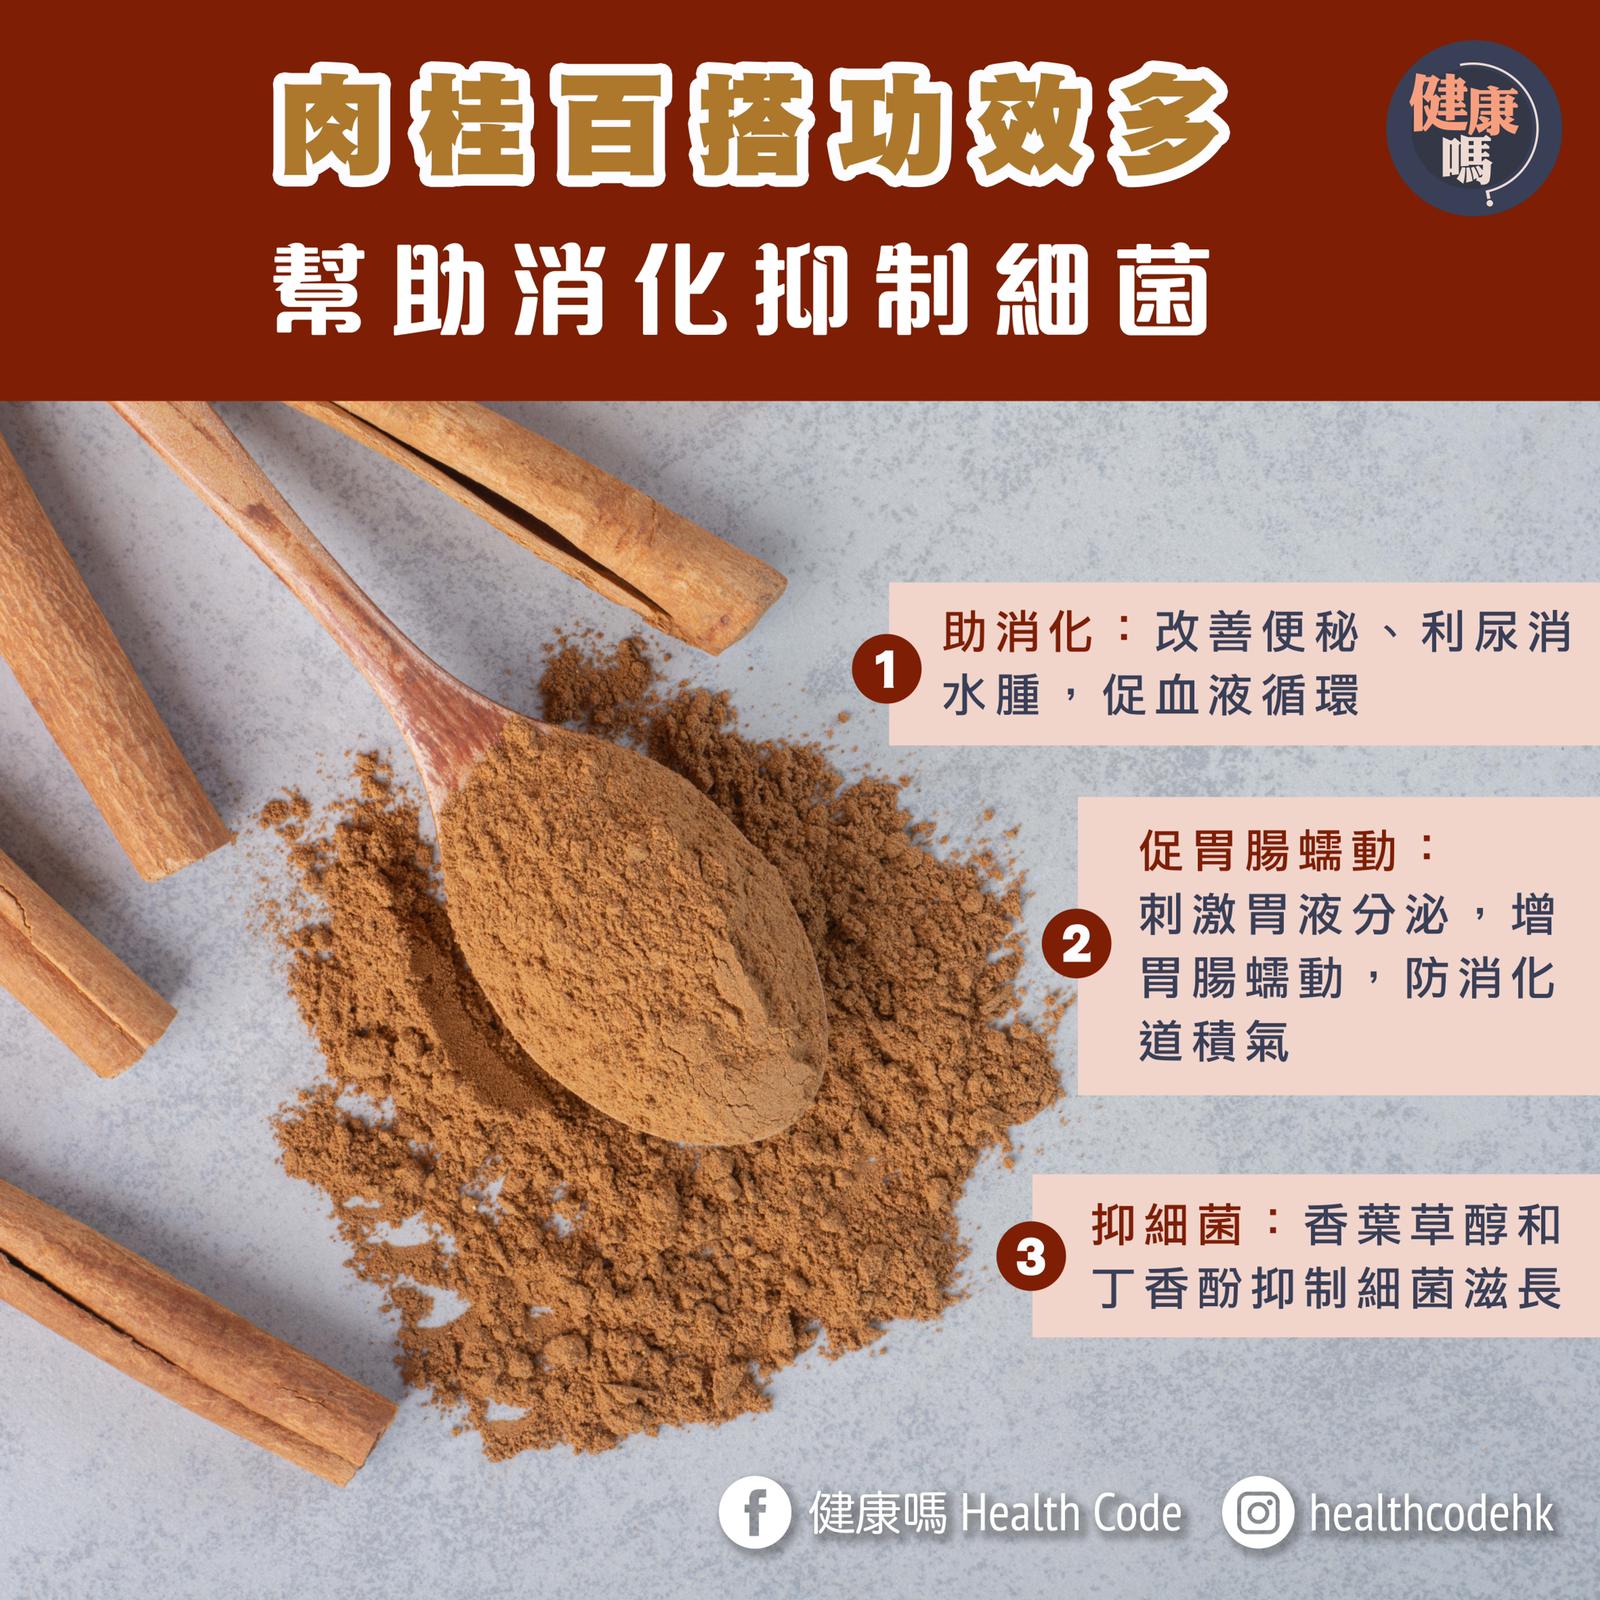 肉桂百搭功效多
健康
嗎?
幫助消化抑制細菌
1
助消化：改善便秘、利尿消
水腫，促血液循環
2
促胃腸蠕動：
刺激胃液分泌，增
胃腸蠕動，防消化
道積氣
3
抑細菌：香葉草醇和
丁香酚抑制細菌滋長
健康嗎 Health Code
healthcodehk